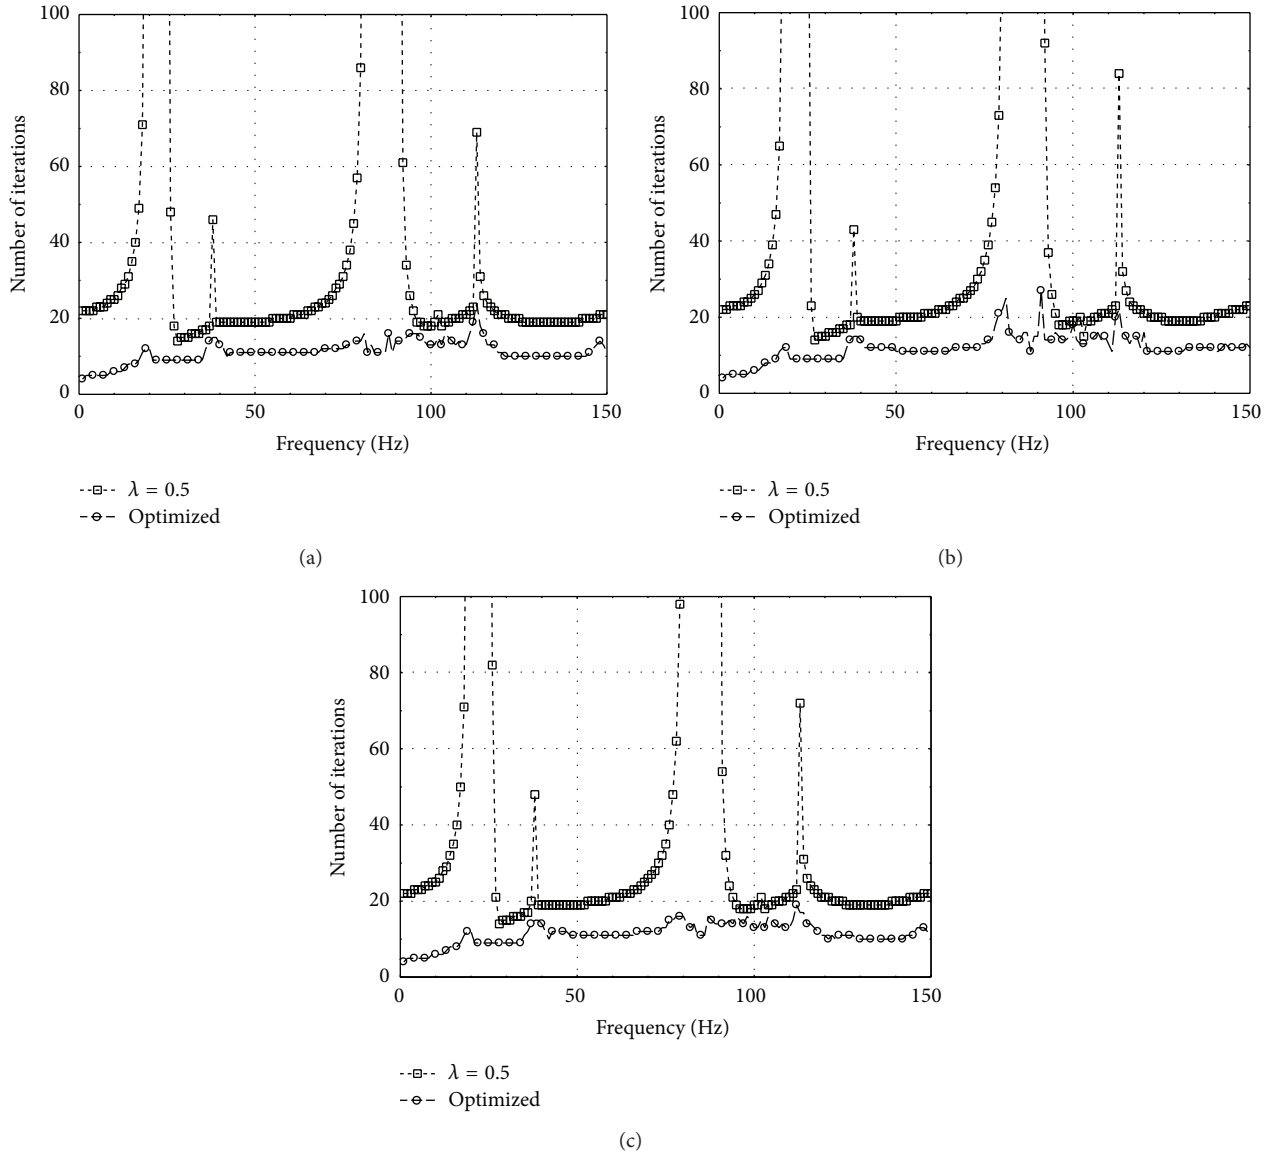 100
80
60
40
20
0
Number of iterations
0 50 100 150
Frequency (Hz)
λ = 0.5
Optimized
(a)
100
80
60
40
20
0
Number of iterations
0 50 100 150
Frequency (Hz)
λ = 0.5
Optimized
(b)
100
80
60
40
20
0
Number of iterations
0 50 100 150
Frequency (Hz)
λ = 0.5
Optimized
(c)